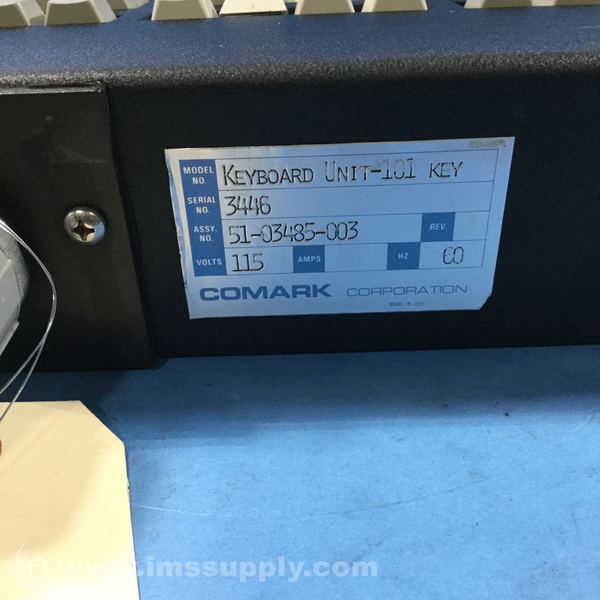 MODEL NO. KEYBOARD UNIT-101 KEY
SERIAL NO. 3446
ASSY. NO. 51-03485-003 REV.
VOLTS 115 AMPS HZ 60
COMARK CORPORATION
MADE IN USA
© www.imssupply.com